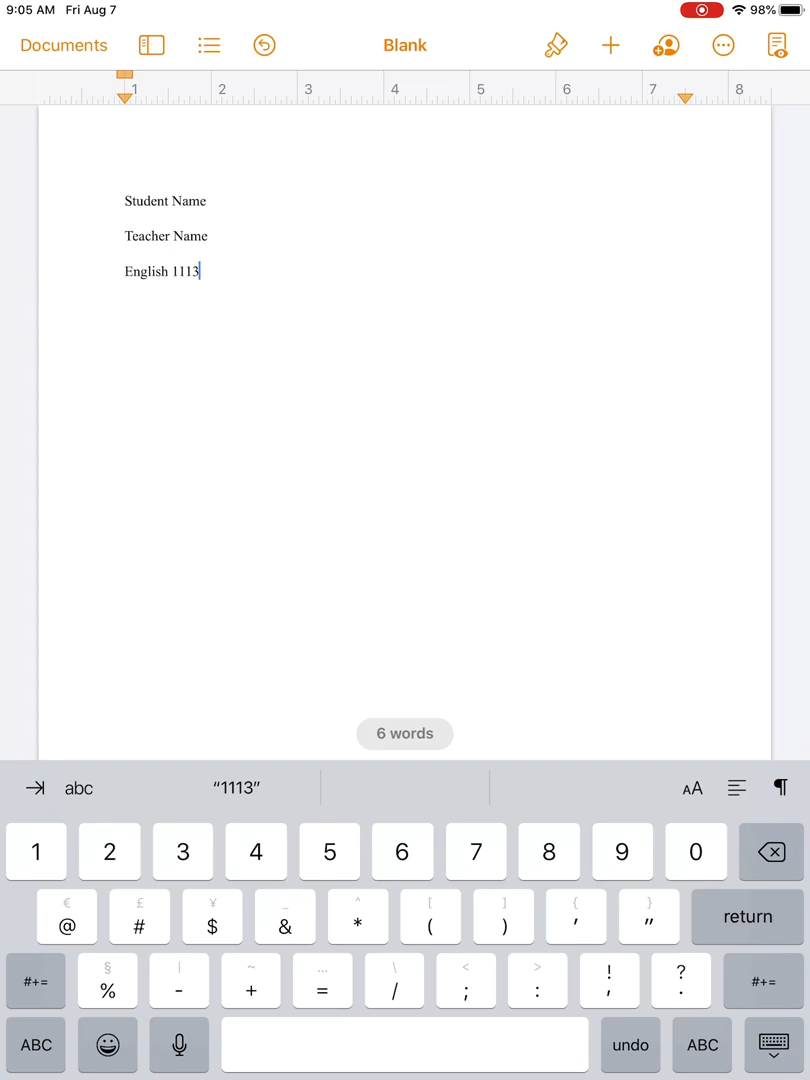 9:05 AM Fri Aug 7 98%
Documents Blank
1 2 3 4 5 6 7 8
Student Name
Teacher Name
English 1113
6 words
abc “1113” AA ¶
1 2 3 4 5 6 7 8 9 0
€ £ ¥ _ ^ [ ] { }
@ # $ & * ( ) ' " return
§ | ~ … \ < > ! ?
#+= % - + = / ; : , . #+=
ABC undo ABC